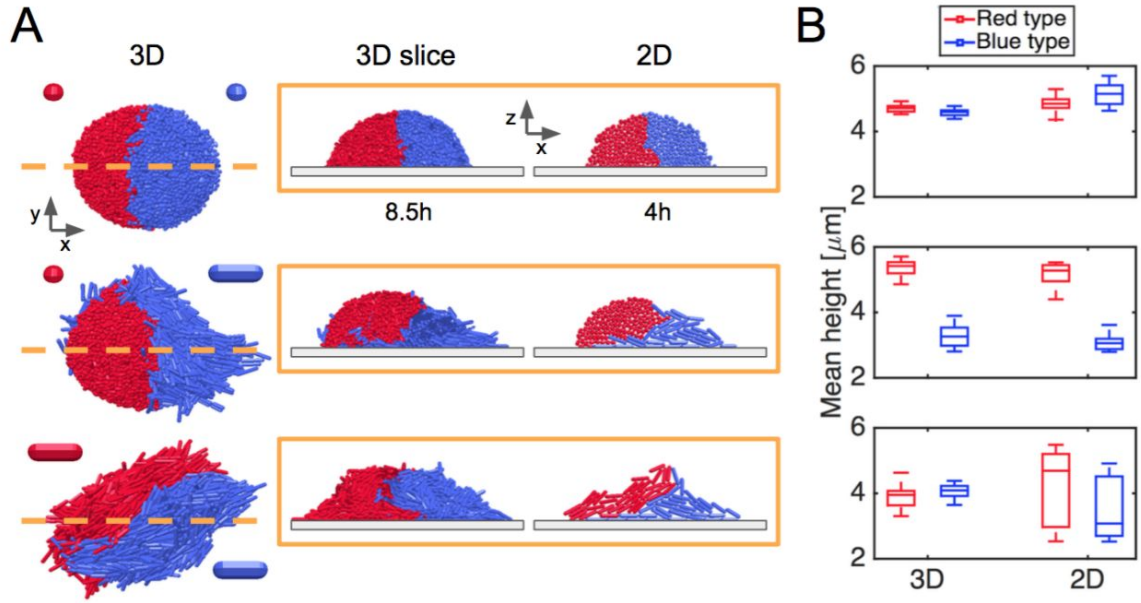 A
3D
3D slice
2D
z
x
y
x
8.5h
4h
B
Red type
Blue type
6
4
2
6
4
2
6
4
2
Mean height [μm]
3D
2D